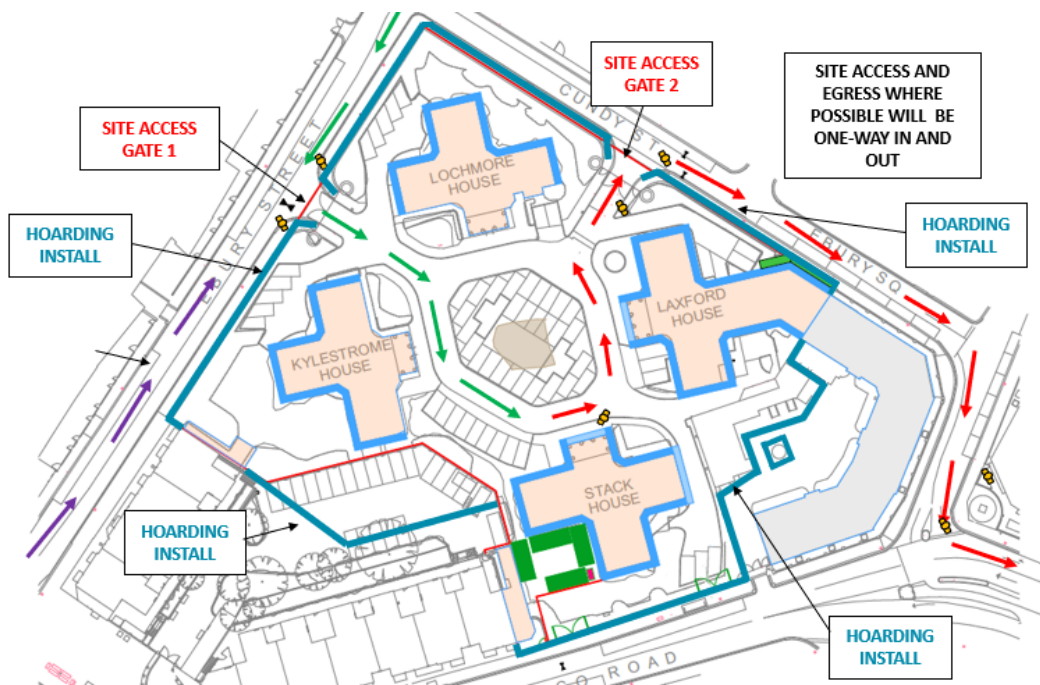 SITE ACCESS
GATE 2
SITE ACCESS AND
EGRESS WHERE
POSSIBLE WILL BE
ONE-WAY IN AND
OUT
SITE ACCESS
GATE 1
CUNDY ST
LOCHMORE
HOUSE
STREET
HOARDING
INSTALL
HOARDING
INSTALL
EBURY SQ
LAXFORD
HOUSE
KYLESTROME
HOUSE
STACK
HOUSE
HOARDING
INSTALL
HOARDING
INSTALL
ROAD